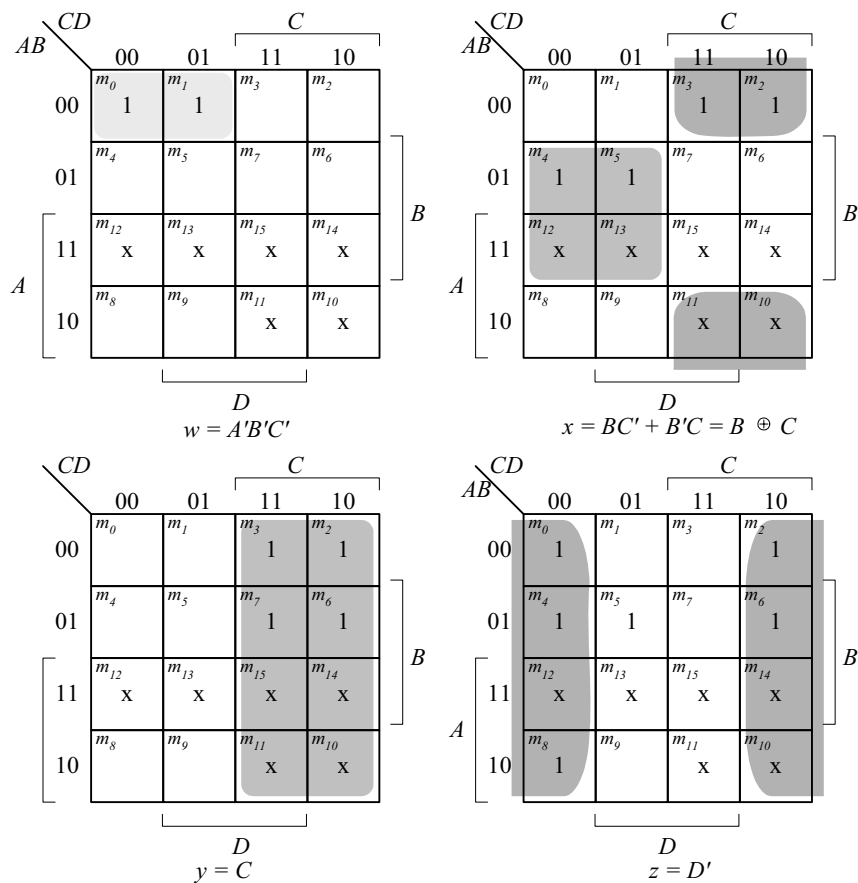 CD C
AB 00 01 11 10
00 m0 1 m1 1 m3 m2
01 m4 m5 m7 m6 B
11 m12 x m13 x m15 x m14 x
A
10 m8 m9 m11 x m10 x
D
w = A'B'C'
CD C
AB 00 01 11 10
00 m0 m1 m3 1 m2 1
01 m4 1 m5 1 m7 m6 B
11 m12 x m13 x m15 x m14 x
A
10 m8 m9 m11 x m10 x
D
x = BC' + B'C = B ⊕ C
CD C
00 01 11 10
00 m0 m1 m3 1 m2 1
01 m4 m5 m7 1 m6 1
B
11 m12 x m13 x m15 x m14 x
10 m8 m9 m11 x m10 x
D
y = C
CD C
AB 00 01 11 10
00 m0 1 m1 m3 m2 1
01 m4 1 m5 1 m7 m6 1
B
11 m12 x m13 x m15 x m14 x
A
10 m8 1 m9 m11 x m10 x
D
z = D'